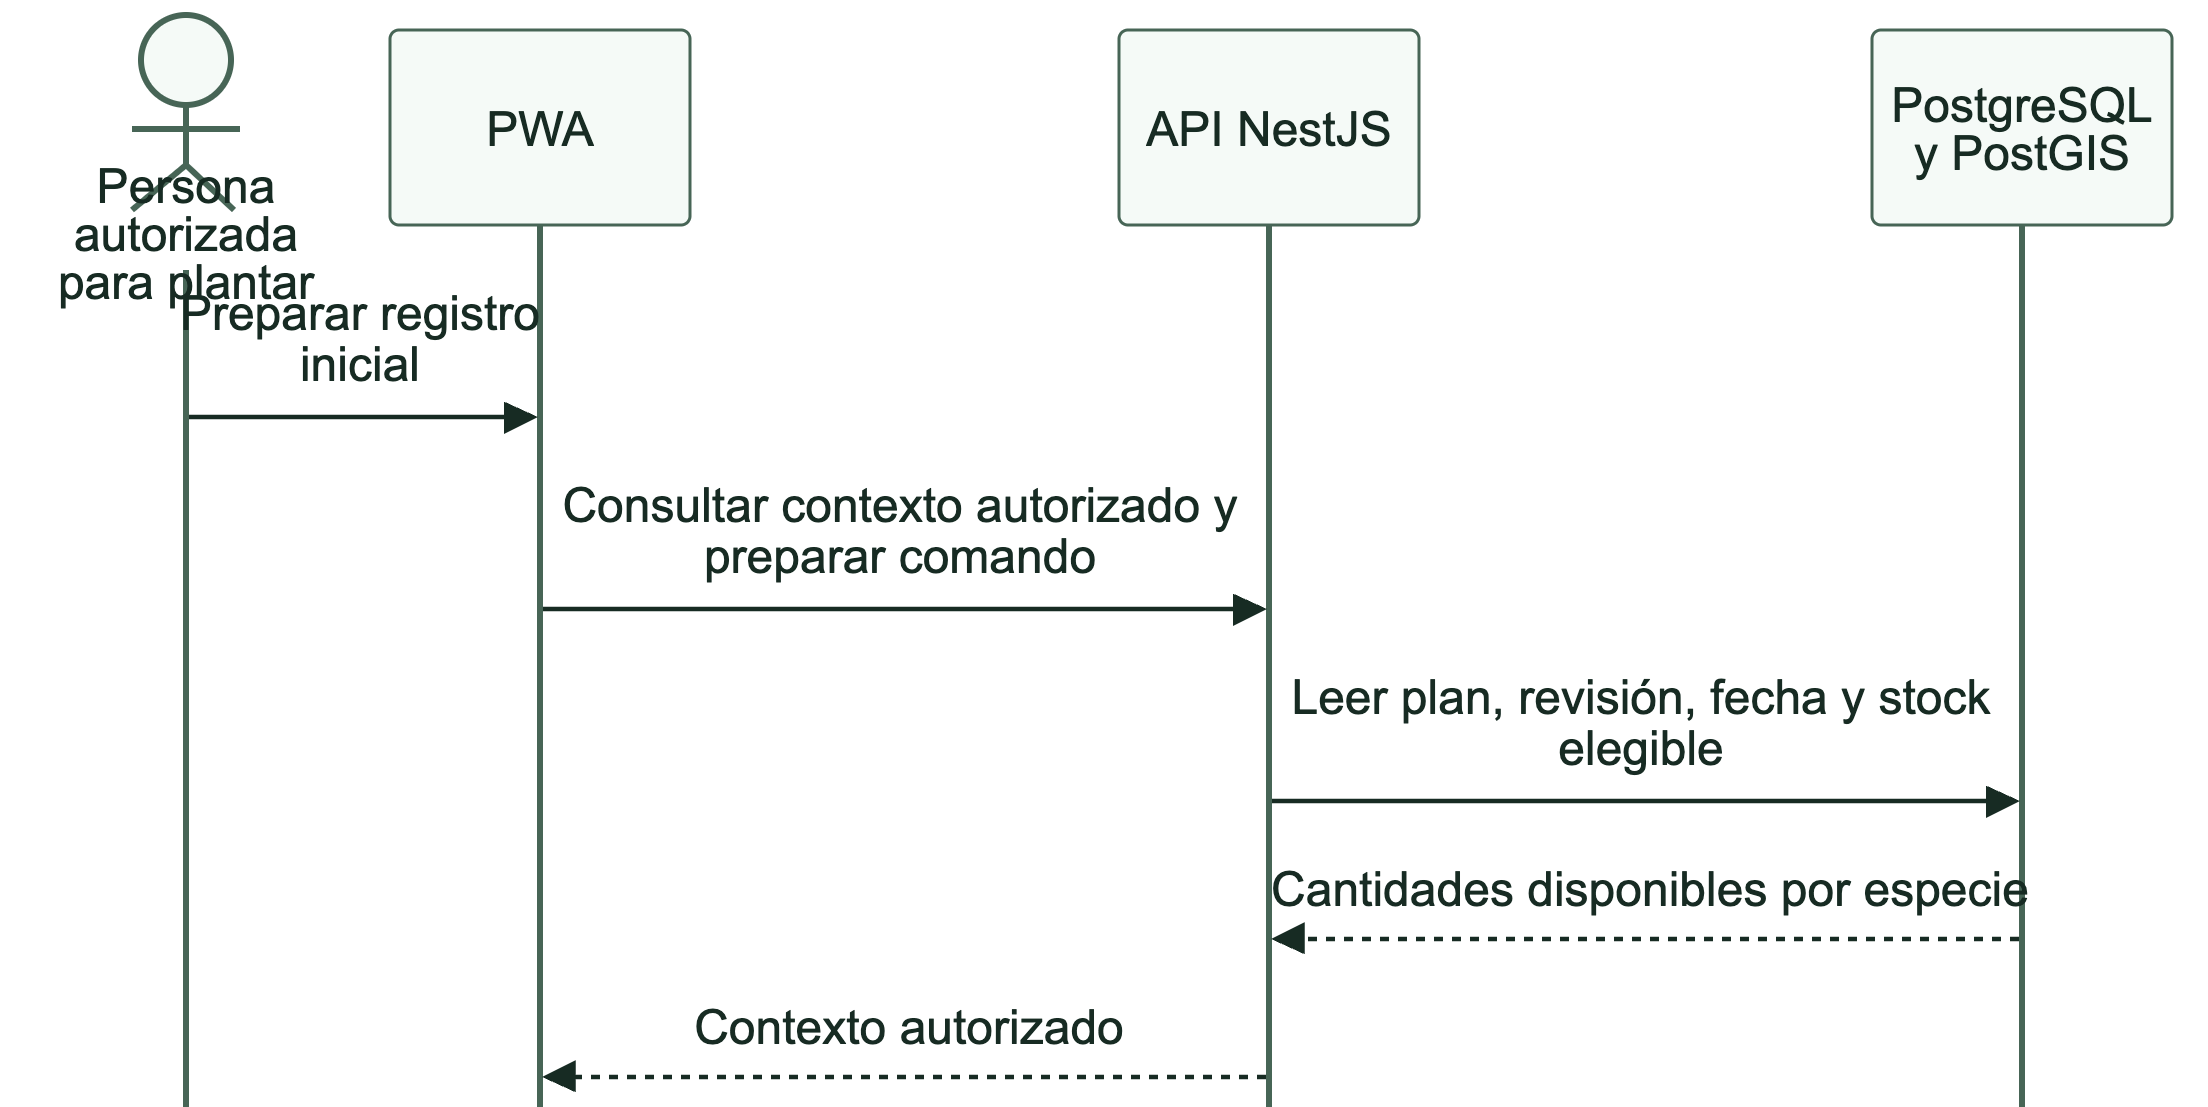 Persona
autorizada
para plantar
PWA
API NestJS
PostgreSQL
y PostGIS
Preparar registro
inicial
Consultar contexto autorizado y
preparar comando
Leer plan, revisión, fecha y stock
elegible
Cantidades disponibles por especie
Contexto autorizado